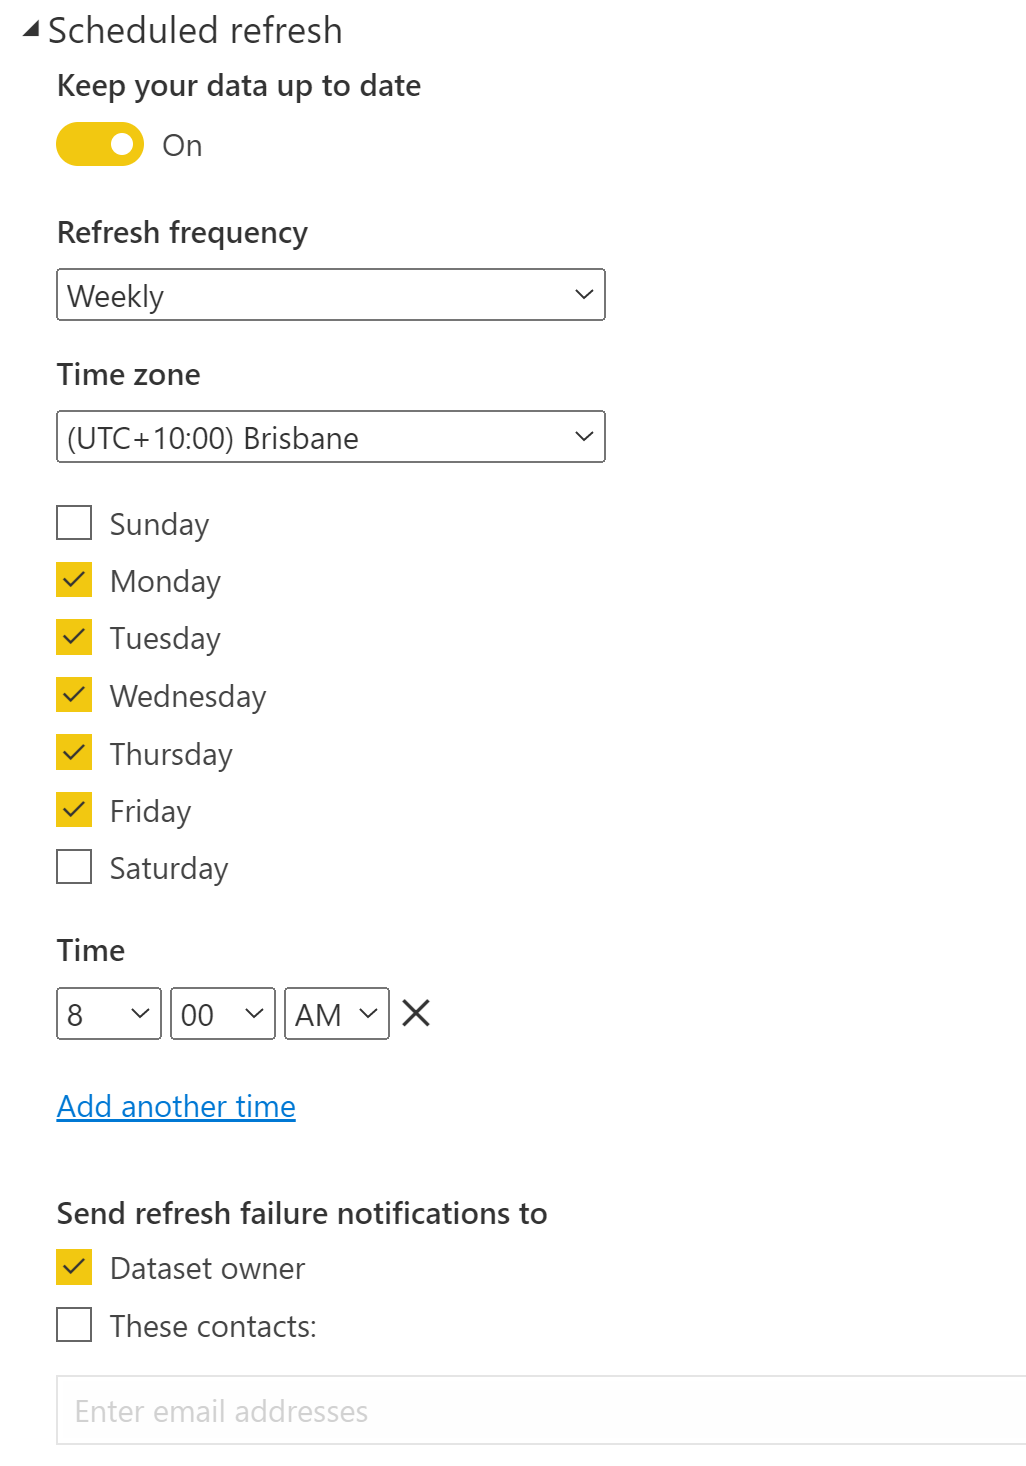 Scheduled refresh
Keep your data up to date
On
Refresh frequency
Weekly
Time zone
(UTC+10:00) Brisbane
Sunday
Monday
Tuesday
Wednesday
Thursday
Friday
Saturday
Time
8 00 AM
Add another time
Send refresh failure notifications to
Dataset owner
These contacts:
Enter email addresses